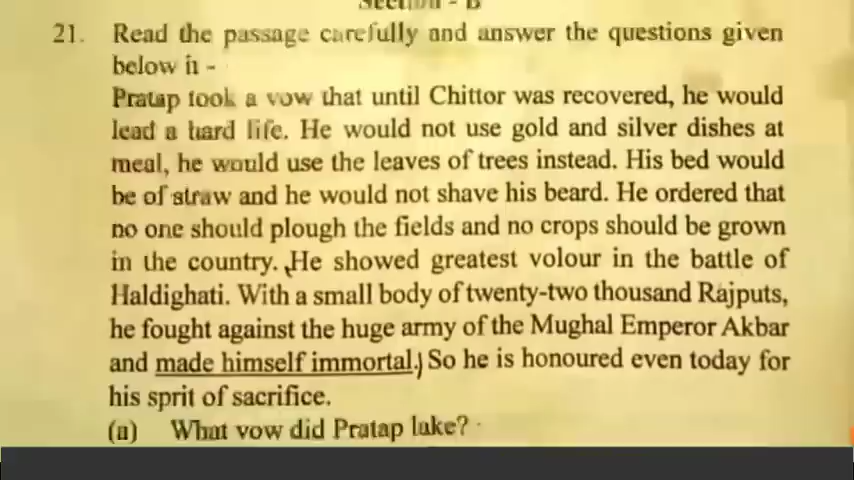 Section - B
21. Read the passage carefully and answer the questions given
below it -
Pratap took a vow that until Chittor was recovered, he would
lead a hard life. He would not use gold and silver dishes at
meal, he would use the leaves of trees instead. His bed would
be of straw and he would not shave his beard. He ordered that
no one should plough the fields and no crops should be grown
in the country. He showed greatest volour in the battle of
Haldighati. With a small body of twenty-two thousand Rajputs,
he fought against the huge army of the Mughal Emperor Akbar
and made himself immortal. So he is honoured even today for
his sprit of sacrifice.
(a) What vow did Pratap take?